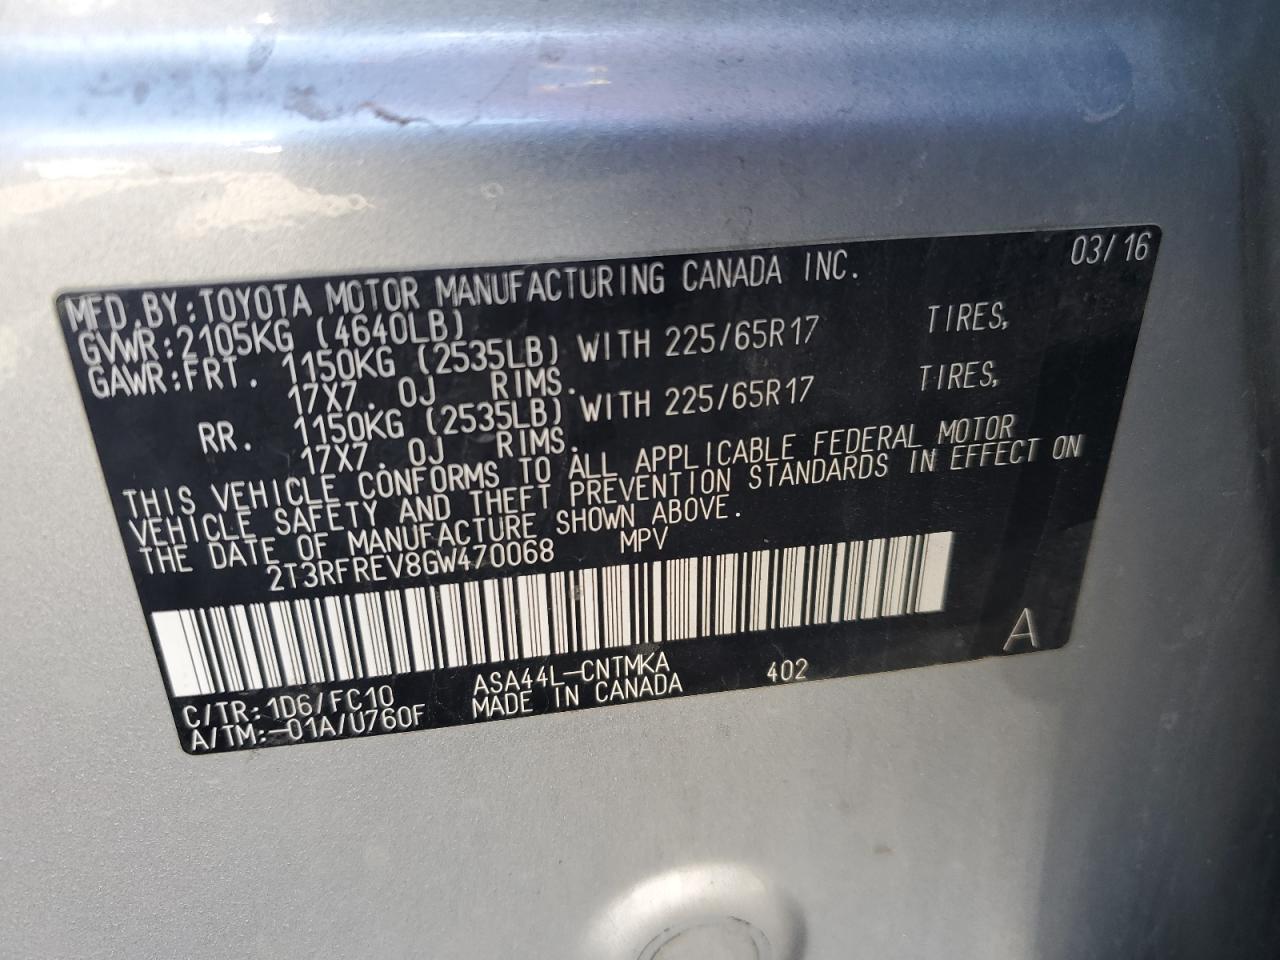 MFD.BY:TOYOTA MOTOR MANUFACTURING CANADA INC. 03/16
GVWR:2105KG (4640LB)
GAWR:FRT. 1150KG (2535LB) WITH 225/65R17 TIRES,
17X7.0J RIMS.
RR. 1150KG (2535LB) WITH 225/65R17 TIRES,
17X7.0J RIMS.
THIS VEHICLE CONFORMS TO ALL APPLICABLE FEDERAL MOTOR
VEHICLE SAFETY AND THEFT PREVENTION STANDARDS IN EFFECT ON
THE DATE OF MANUFACTURE SHOWN ABOVE.
2T3RFREV8GW470068 MPV
A
C/TR:1D6/FC10 ASA44L-CNTMKA 402
A/TM:-01A/U760F MADE IN CANADA